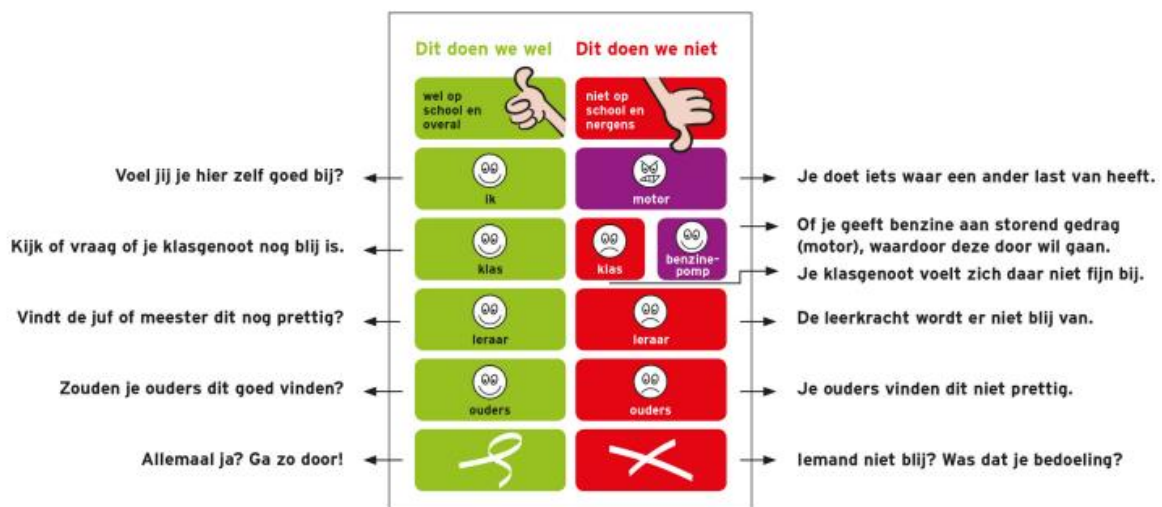 Dit doen we wel
Dit doen we niet
wel op
school en
overal
niet op
school en
nergens
Voel jij je hier zelf goed bij?
ik
motor
Je doet iets waar een ander last van heeft.
Kijk of vraag of je klasgenoot nog blij is.
klas
klas
benzine-
pomp
Of je geeft benzine aan storend gedrag
(motor), waardoor deze door wil gaan.
Je klasgenoot voelt zich daar niet fijn bij.
Vindt de juf of meester dit nog prettig?
leraar
leraar
De leerkracht wordt er niet blij van.
Zouden je ouders dit goed vinden?
ouders
ouders
Je ouders vinden dit niet prettig.
Allemaal ja? Ga zo door!
Iemand niet blij? Was dat je bedoeling?